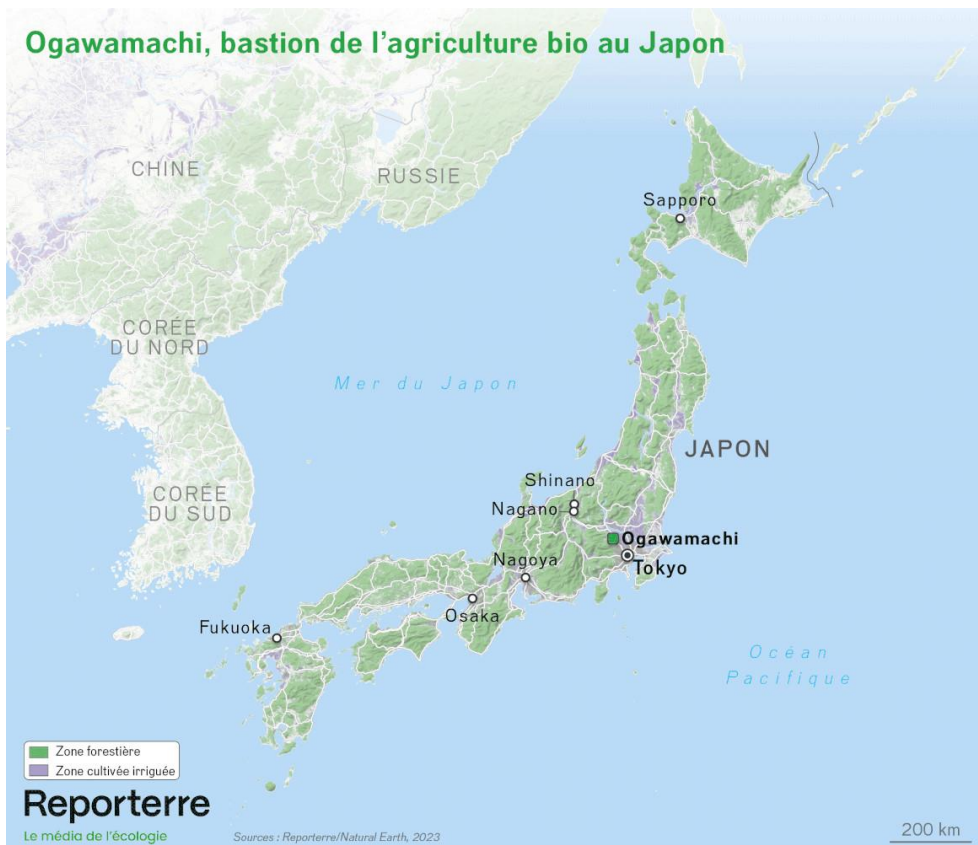 Ogawamachi, bastion de l'agriculture bio au Japon
CHINE
RUSSIE
Sapporo
CORÉE
DU NORD
Mer du Japon
JAPON
Shinano
Nagano
CORÉE
DU SUD
Ogawamachi
Tokyo
Nagoya
Osaka
Fukuoka
Océan
Pacifique
Zone forestière
Zone cultivée irriguée
Reporterre
Le média de l'écologie
Sources : Reporterre/Natural Earth, 2023
200 km